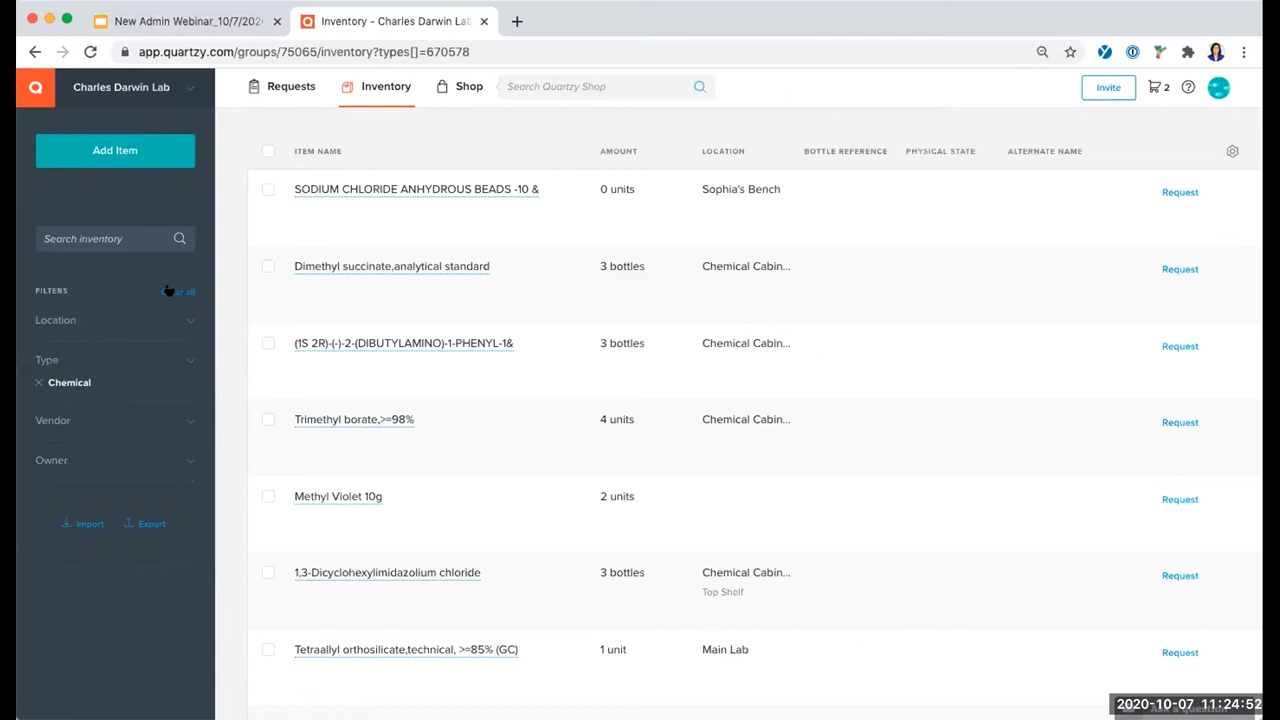 New Admin Webinar_10/7/202
Inventory - Charles Darwin Lab
app.quartzy.com/groups/75065/inventory?types[]=670578
Charles Darwin Lab
Requests
Inventory
Shop
Search Quartzy Shop
Invite
2
Add Item
Search inventory
FILTERS
Location
Type
Chemical
Vendor
Owner
Import
Export
ITEM NAME AMOUNT LOCATION BOTTLE REFERENCE PHYSICAL STATE ALTERNATE NAME
SODIUM CHLORIDE ANHYDROUS BEADS -10 & 0 units Sophia's Bench Request
Dimethyl succinate,analytical standard 3 bottles Chemical Cabin... Request
(1S 2R)-(-)-2-(DIBUTYLAMINO)-1-PHENYL-1& 3 bottles Chemical Cabin... Request
Trimethyl borate,>=98% 4 units Chemical Cabin... Request
Methyl Violet 10g 2 units Request
1,3-Dicyclohexylimidazolium chloride 3 bottles Chemical Cabin... Request
Top Shelf
Tetraallyl orthosilicate,technical, >=85% (GC) 1 unit Main Lab Request
2020-10-07 11:24:52